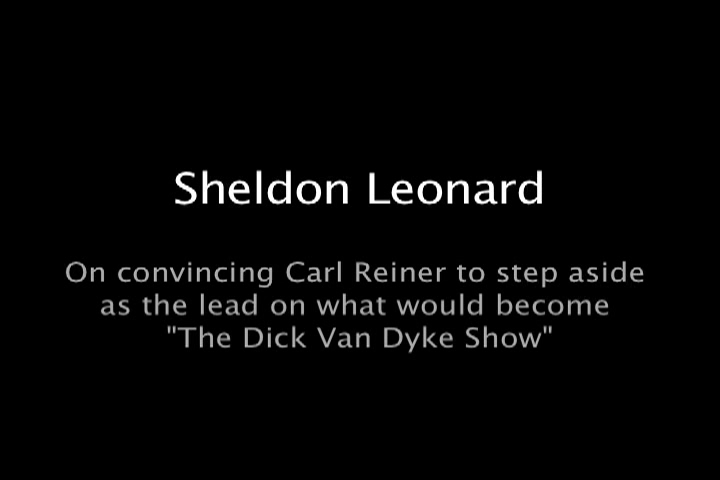 Sheldon Leonard
On convincing Carl Reiner to step aside
as the lead on what would become
"The Dick Van Dyke Show"